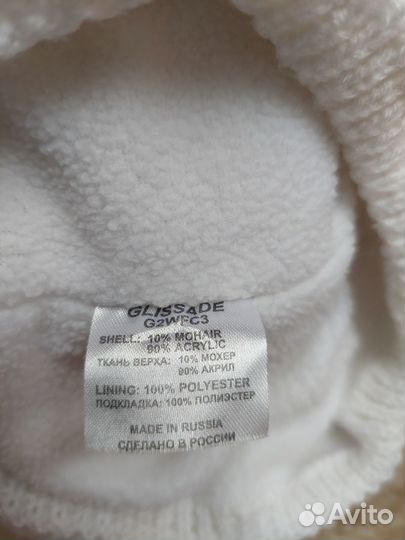 GLISSADE
G2WFC3
SHELL: 10% MOHAIR
90% ACRYLIC
ТКАНЬ ВЕРХА: 10% МОХЕР
90% АКРИЛ
LINING: 100% POLYESTER
ПОДКЛАДКА: 100% ПОЛИЭСТЕР
MADE IN RUSSIA
СДЕЛАНО В РОССИИ
Avito